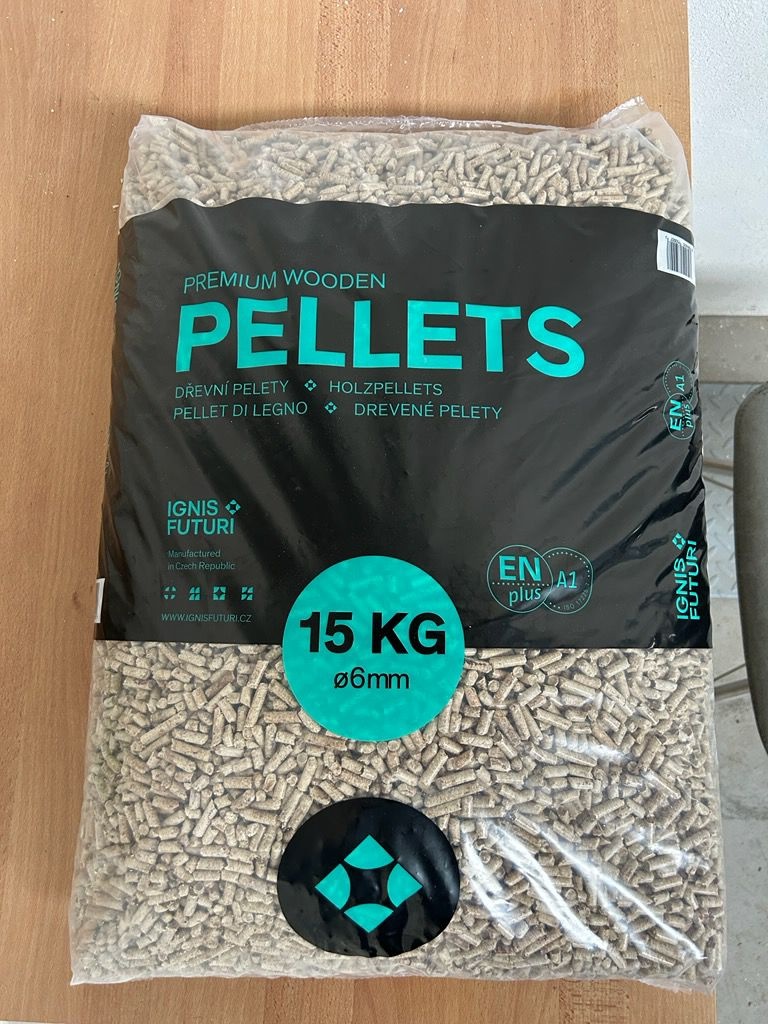 PREMIUM WOODEN
PELLETS
DŘEVNÍ PELETY HOLZPELLETS
PELLET DI LEGNO DREVENÉ PELETY
IGNIS
FUTURI
Manufactured
in Czech Republic
WWW.IGNISFUTURI.CZ
EN
plus
A1
15 KG
ø6mm
EN
plus
A1
IGNIS
FUTURI